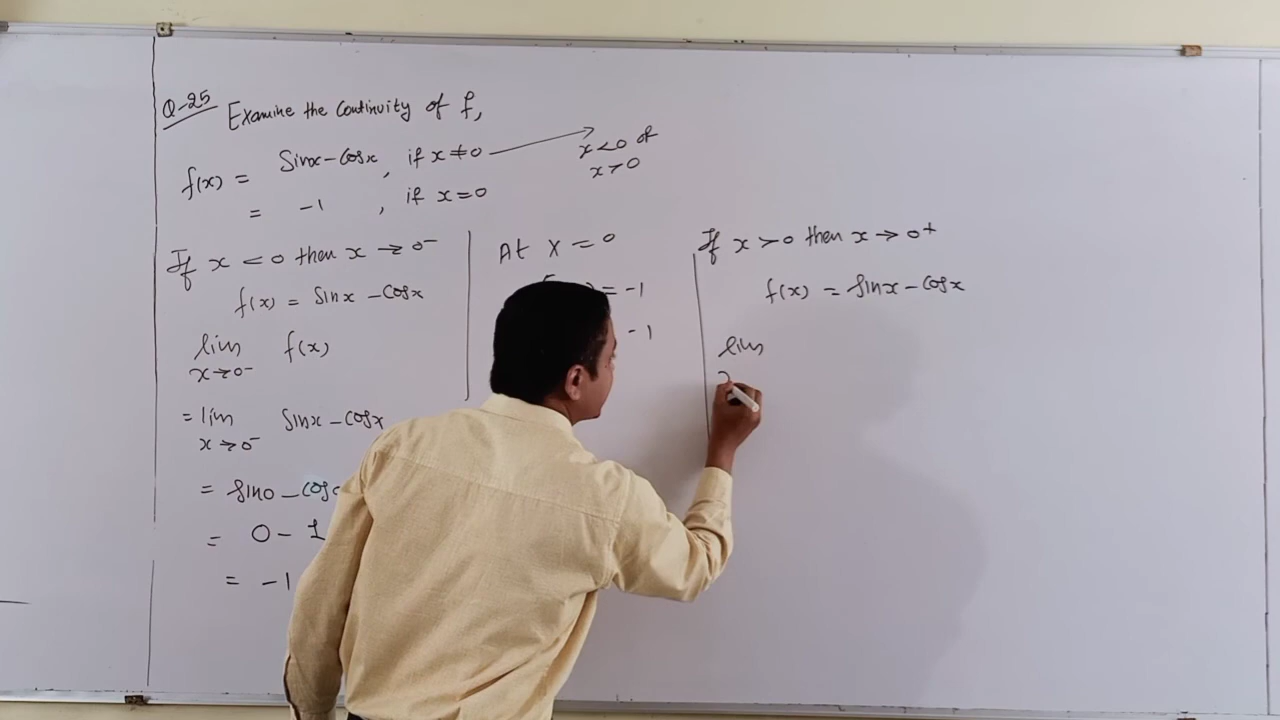 Q-25 Examine the Continuity of f,
f(x) = Sinx - Cosx , if x ≠ 0 → x < 0 or
x > 0
= -1 , if x = 0
If x < 0 then x → 0⁻
f(x) = Sinx - Cosx
lim f(x)
x → 0⁻
= lim Sinx - Cosx
x → 0⁻
= Sin0 - Cos
= 0 - 1
= -1
At x = 0
= -1
-1
If x > 0 then x → 0⁺
f(x) = Sinx - Cosx
lim